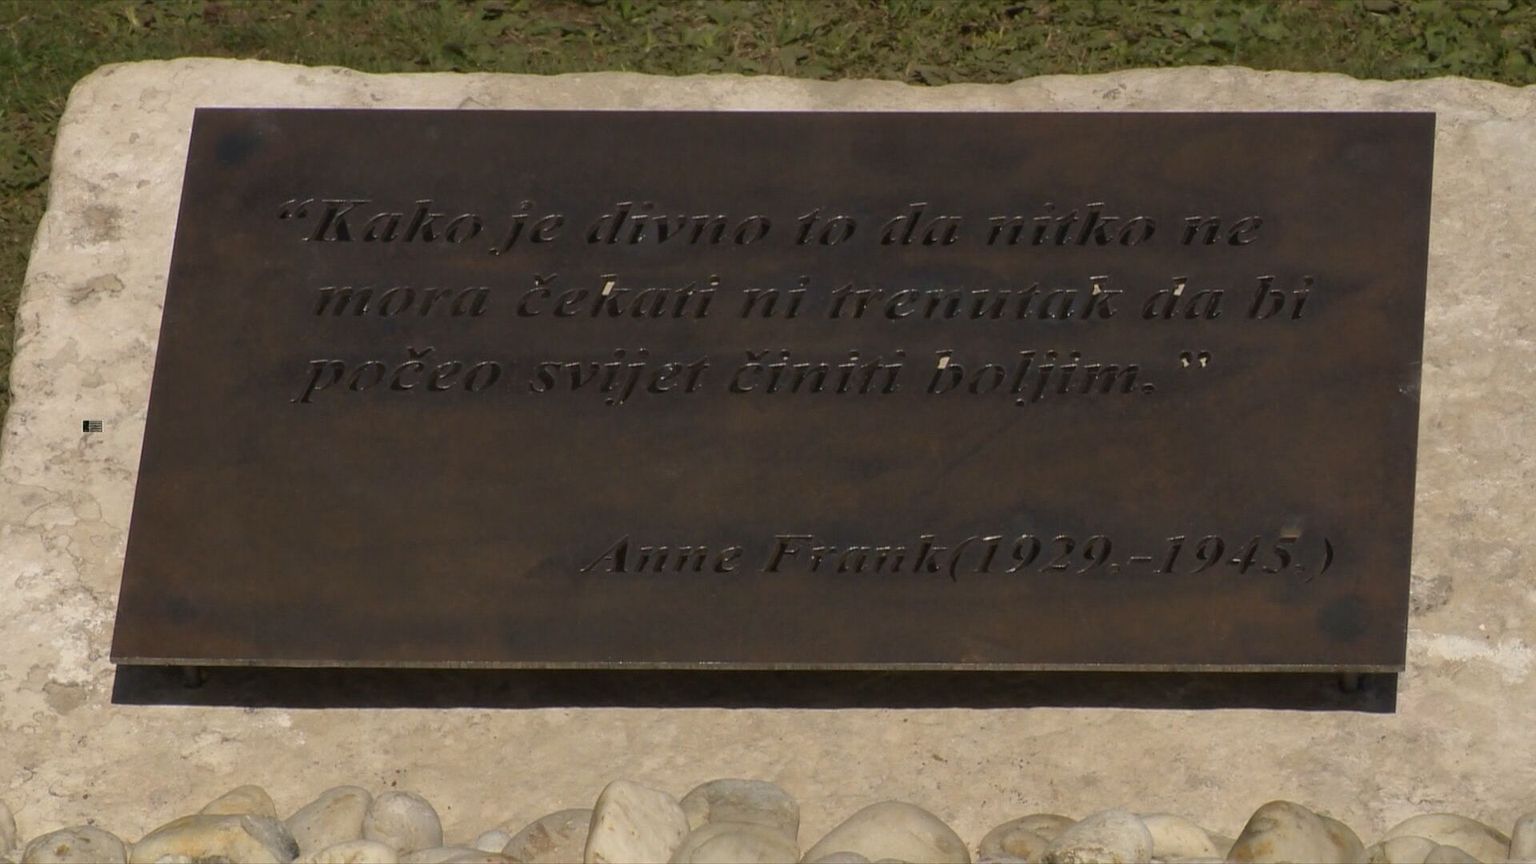 “Kako je divno to da nitko ne
mora čekati ni trenutak da bi
počeo svijet činiti boljim.”
Anne Frank(1929.-1945.)